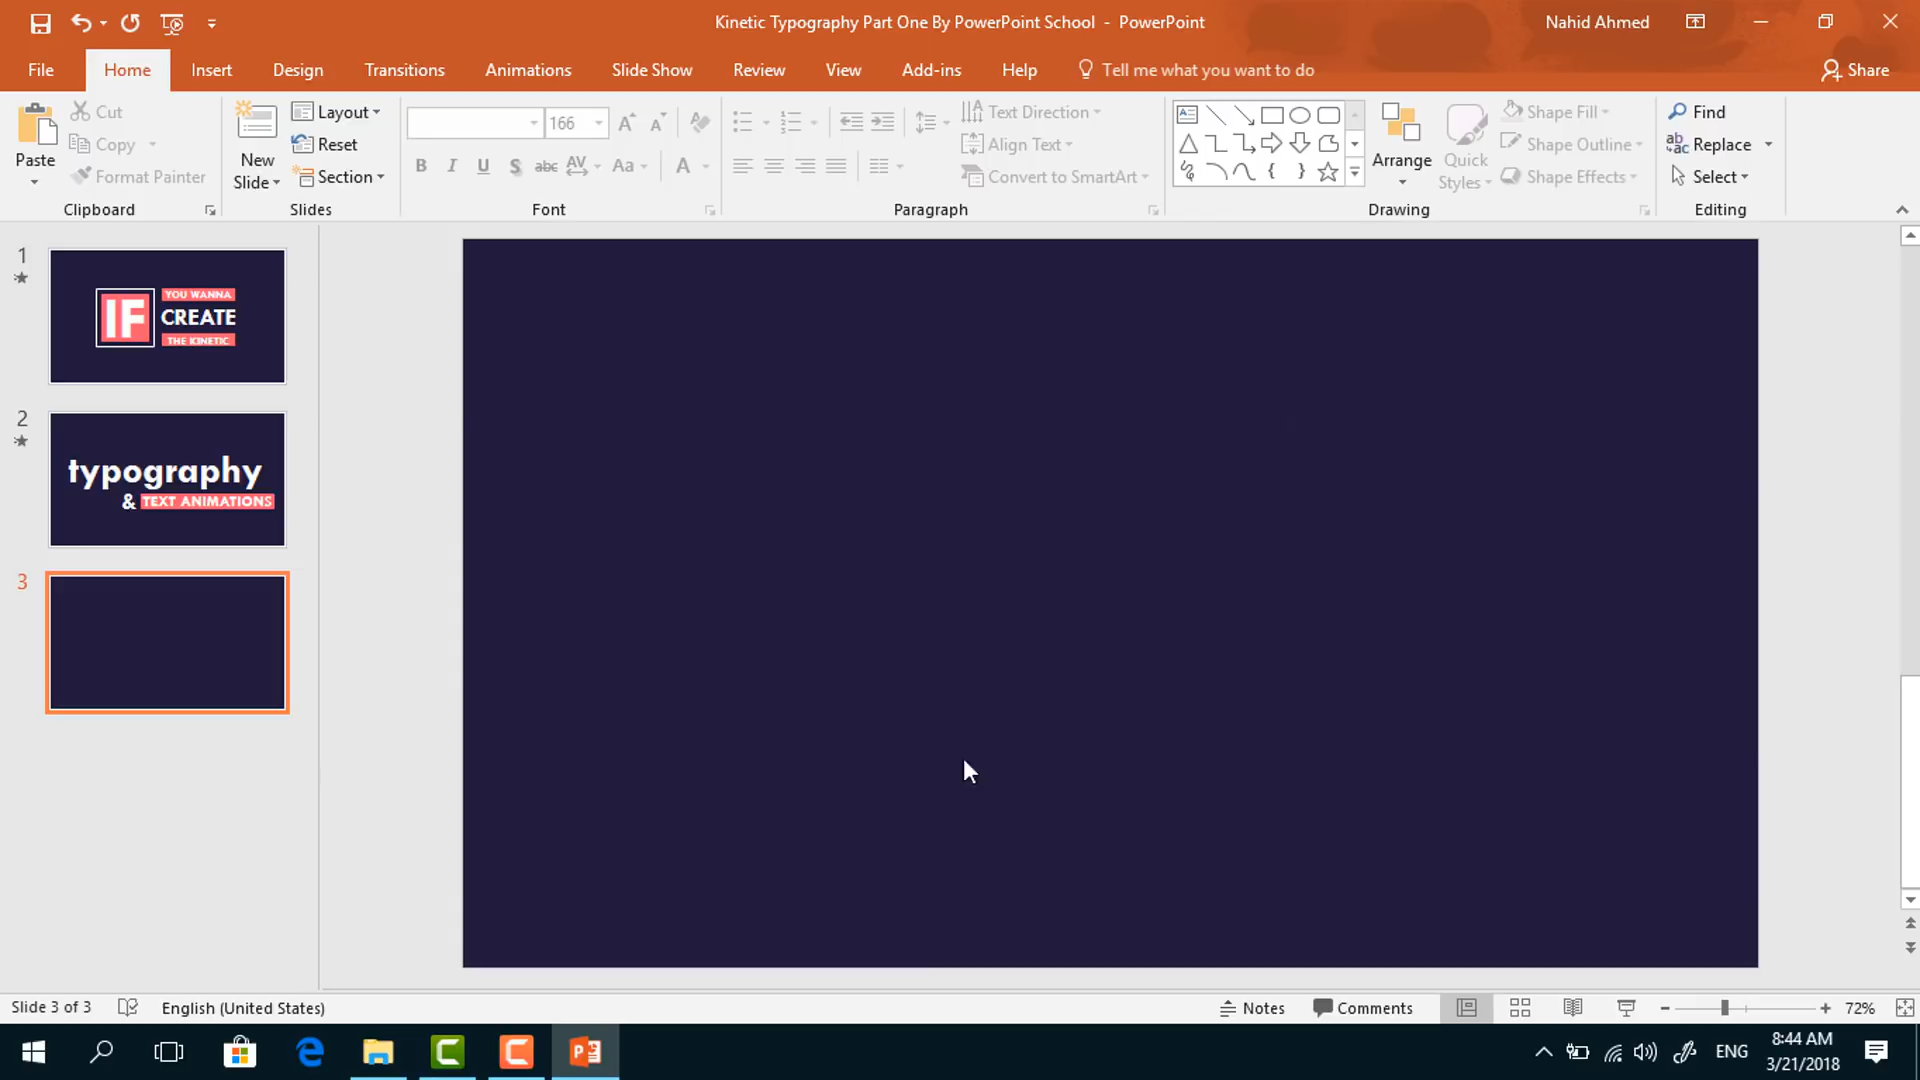 Kinetic Typography Part One By PowerPoint School - PowerPoint
Nahid Ahmed
File Home Insert Design Transitions Animations Slide Show Review View Add-ins Help Tell me what you want to do Share
Paste
Cut
Copy
Format Painter
Clipboard
New Slide
Layout
Reset
Section
Slides
166
B I U S abc AV Aa A
Font
Text Direction
Align Text
Convert to SmartArt
Paragraph
Arrange
Quick Styles
Shape Fill
Shape Outline
Shape Effects
Drawing
Find
Replace
Select
Editing
1
IF
YOU WANNA
CREATE
THE KINETIC
2
typography
& TEXT ANIMATIONS
3
Slide 3 of 3 English (United States) Notes Comments 72%
ENG
8:44 AM
3/21/2018